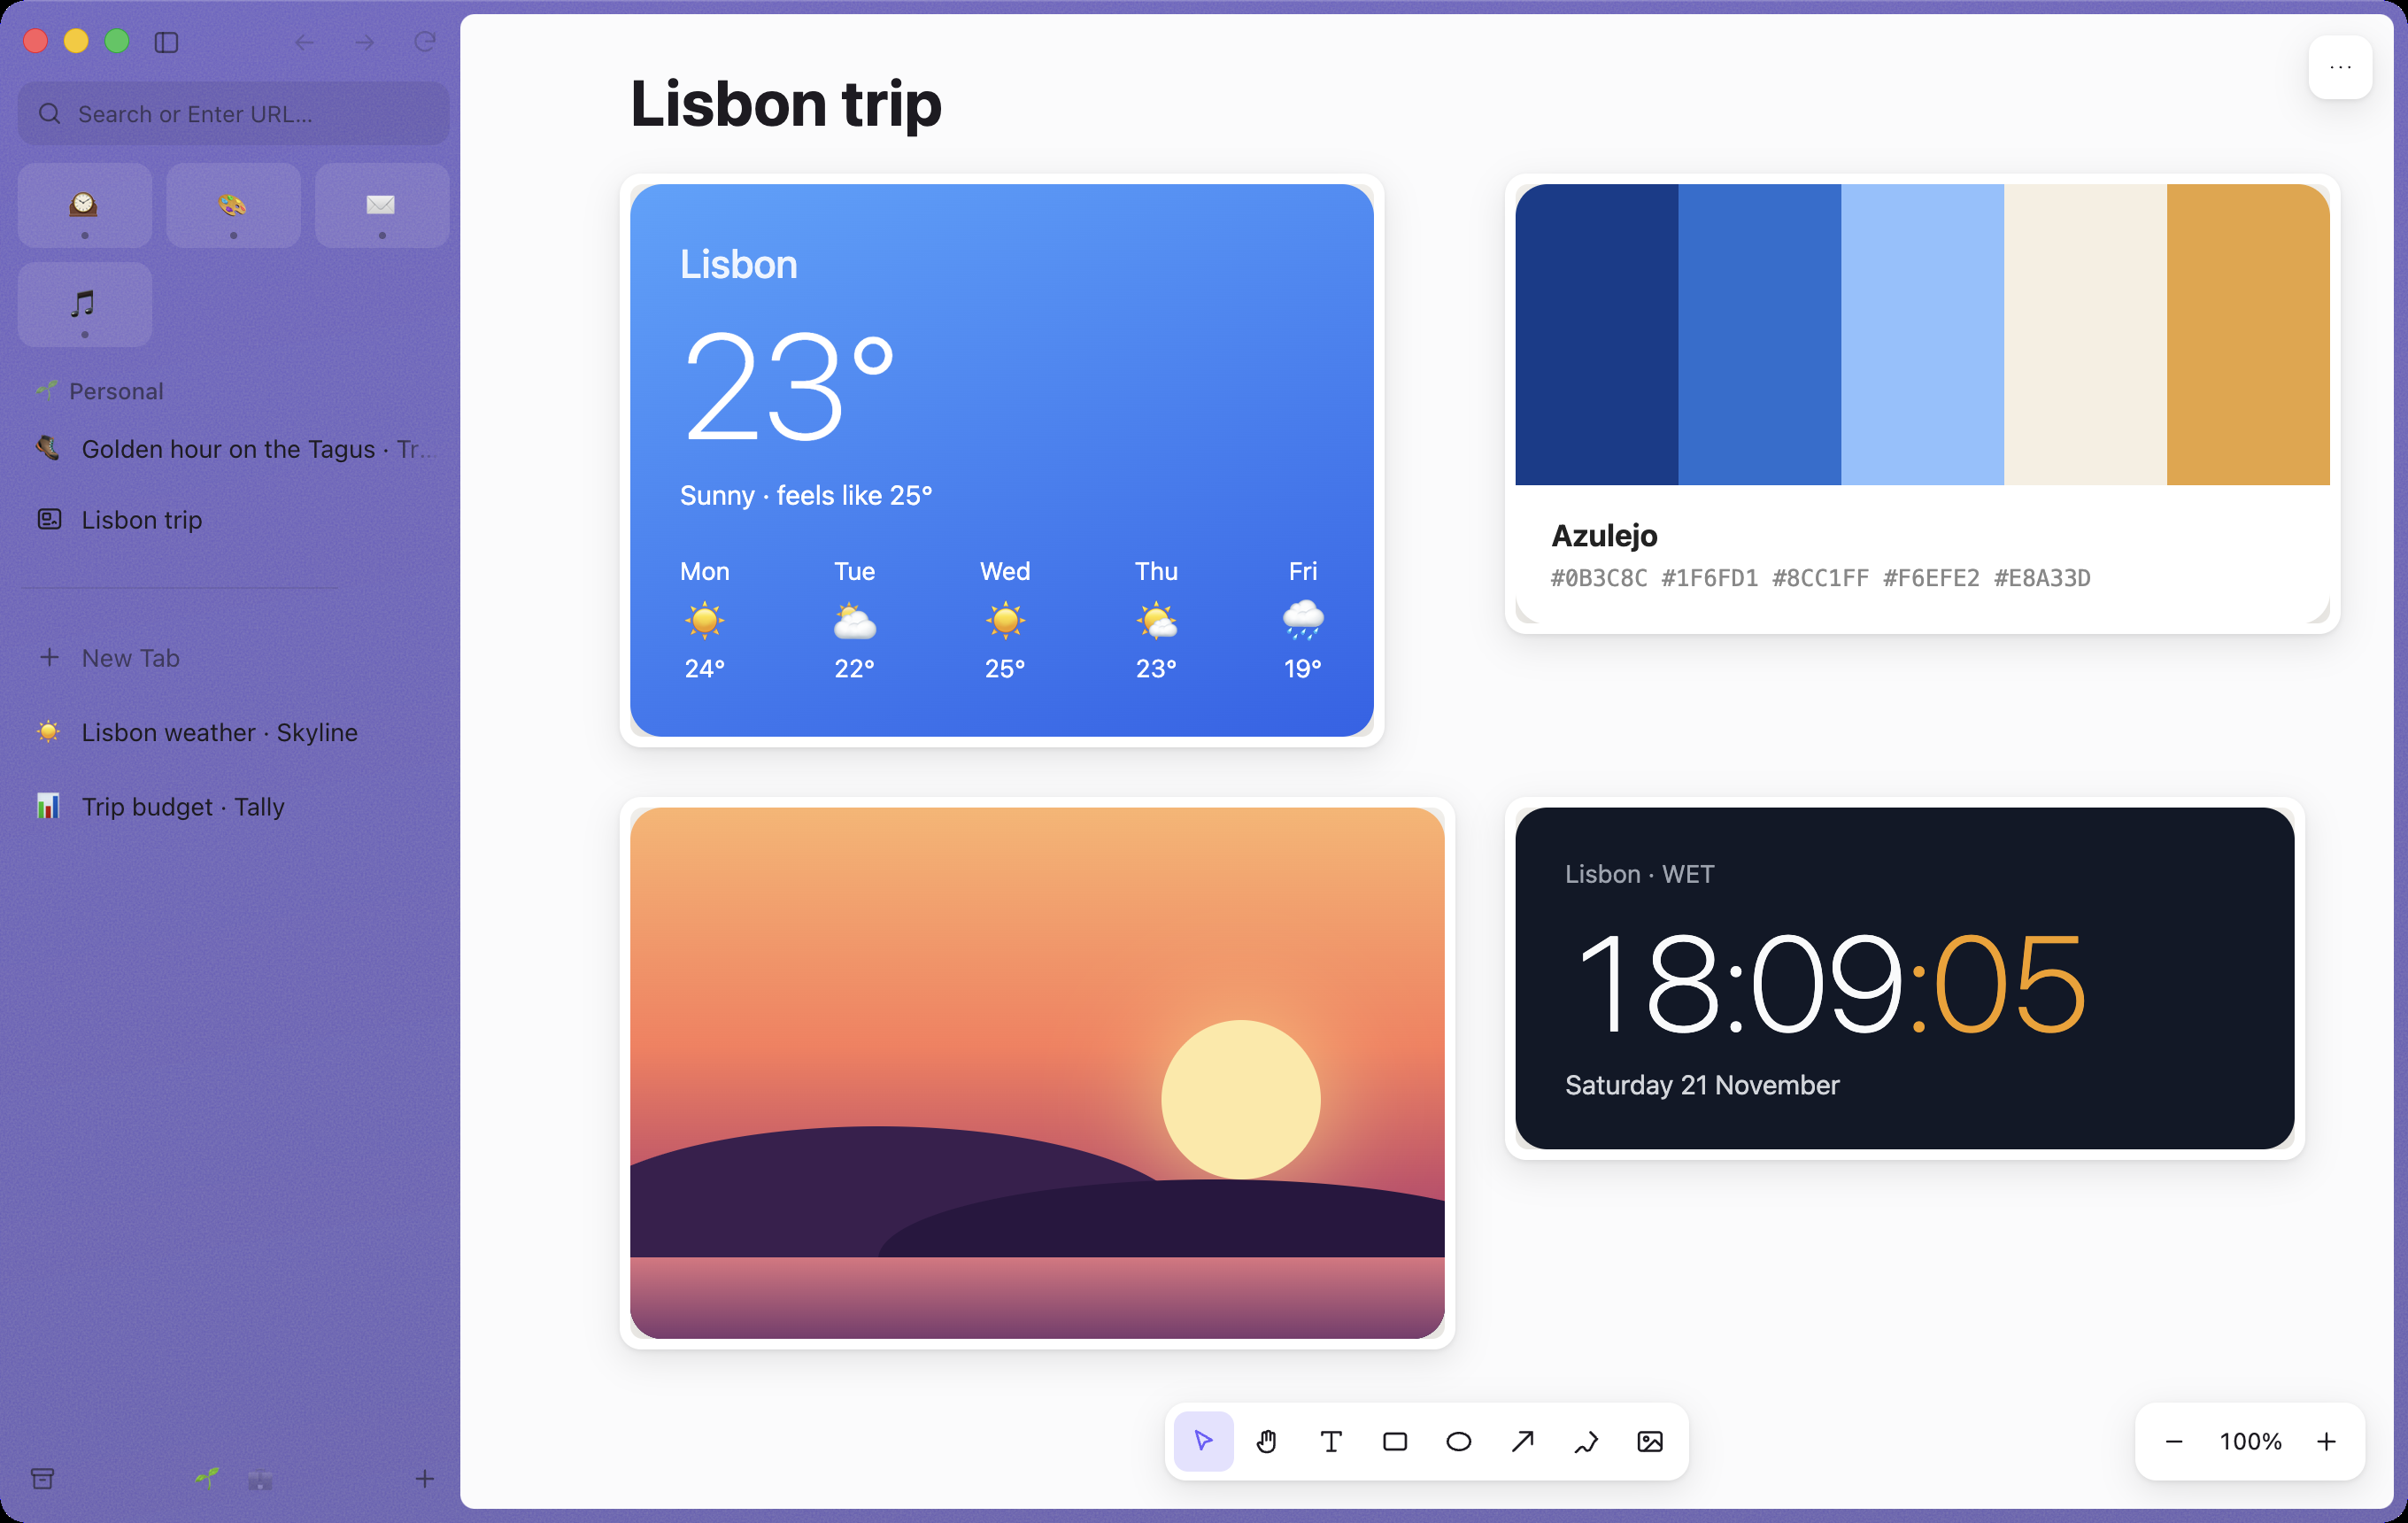 Search or Enter URL...
Personal
Golden hour on the Tagus · Tr...
Lisbon trip
New Tab
Lisbon weather · Skyline
Trip budget · Tally
Lisbon trip
...
Lisbon
23°
Sunny · feels like 25°
Mon Tue Wed Thu Fri
24° 22° 25° 23° 19°
Azulejo
#0B3C8C #1F6FD1 #8CC1FF #F6EFE2 #E8A33D
Lisbon · WET
18:09:05
Saturday 21 November
100%